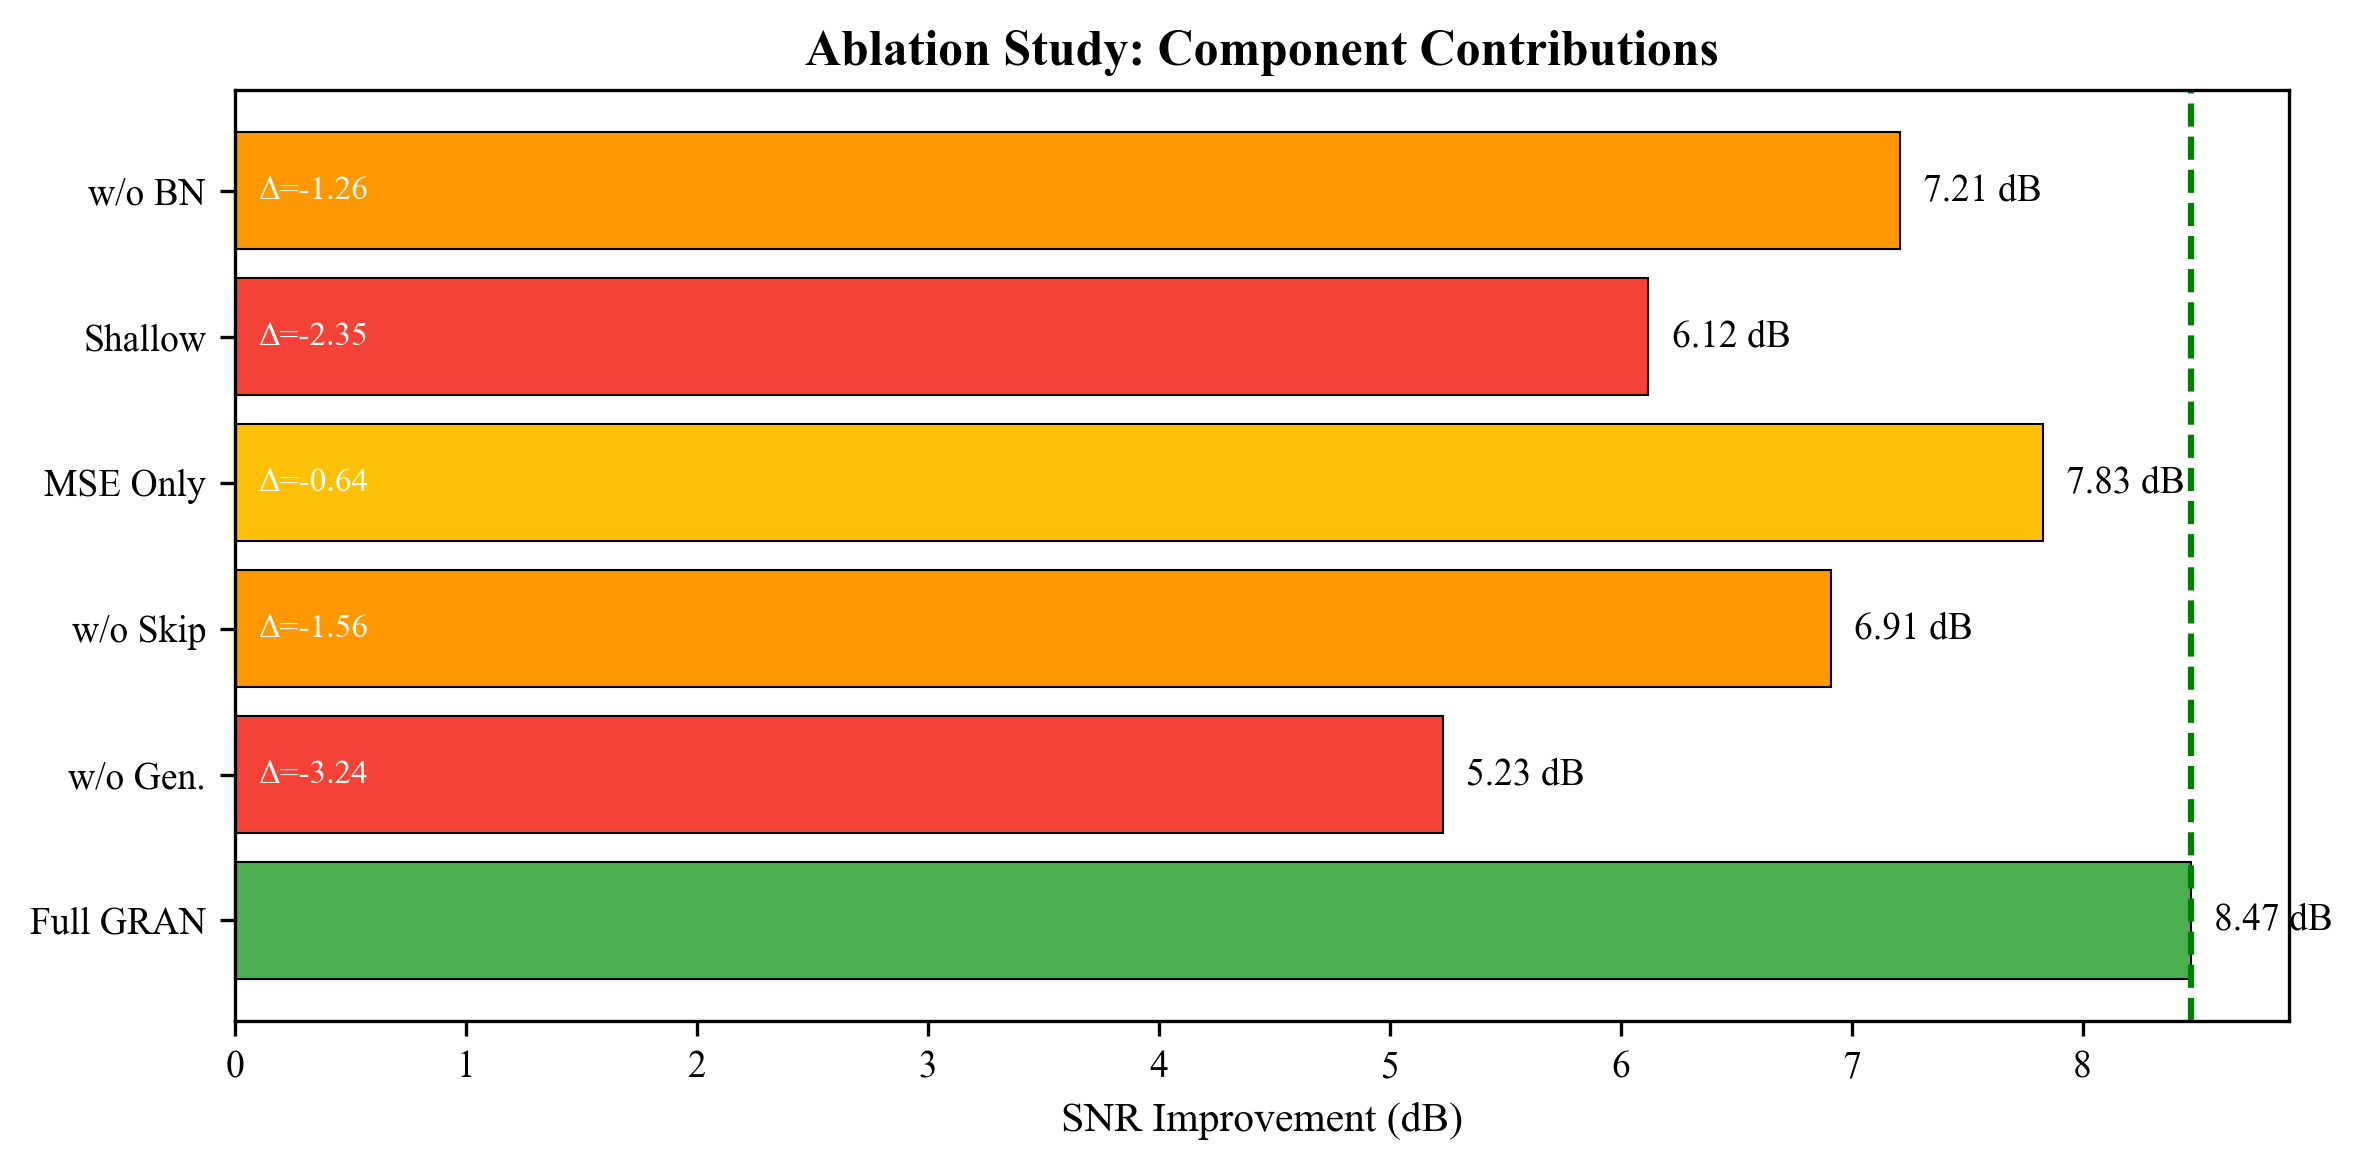 Ablation Study: Component Contributions
w/o BN Δ=-1.26 7.21 dB
Shallow Δ=-2.35 6.12 dB
MSE Only Δ=-0.64 7.83 dB
w/o Skip Δ=-1.56 6.91 dB
w/o Gen. Δ=-3.24 5.23 dB
Full GRAN 8.47 dB
0 1 2 3 4 5 6 7 8
SNR Improvement (dB)